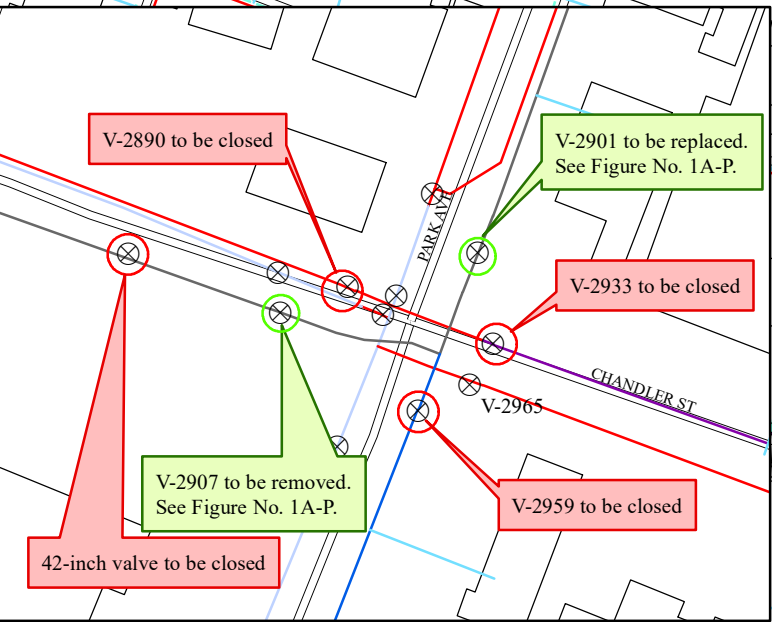 V-2890 to be closed
V-2901 to be replaced.
See Figure No. 1A-P.
PARK AVE
V-2933 to be closed
CHANDLER ST
V-2965
V-2907 to be removed.
See Figure No. 1A-P.
V-2959 to be closed
42-inch valve to be closed